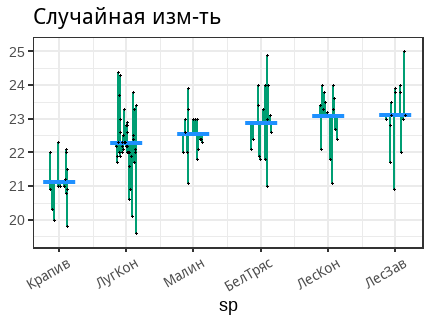 Случайная изм-ть
25
24
23
22
21
20
Крапив
ЛугКон
Малин
БелТряс
ЛесКон
ЛесЗав
sp